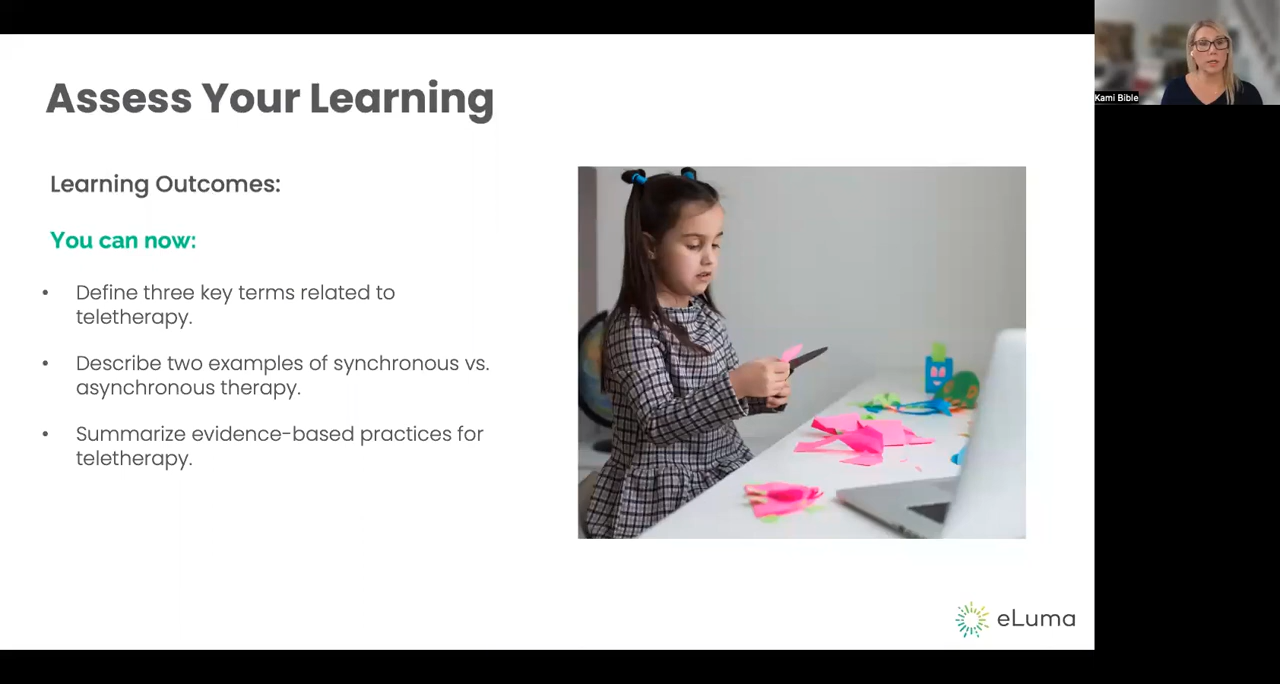 Assess Your Learning
Kami Bible
Learning Outcomes:
You can now:
• Define three key terms related to
teletherapy.
• Describe two examples of synchronous vs.
asynchronous therapy.
• Summarize evidence-based practices for
teletherapy.
eLuma